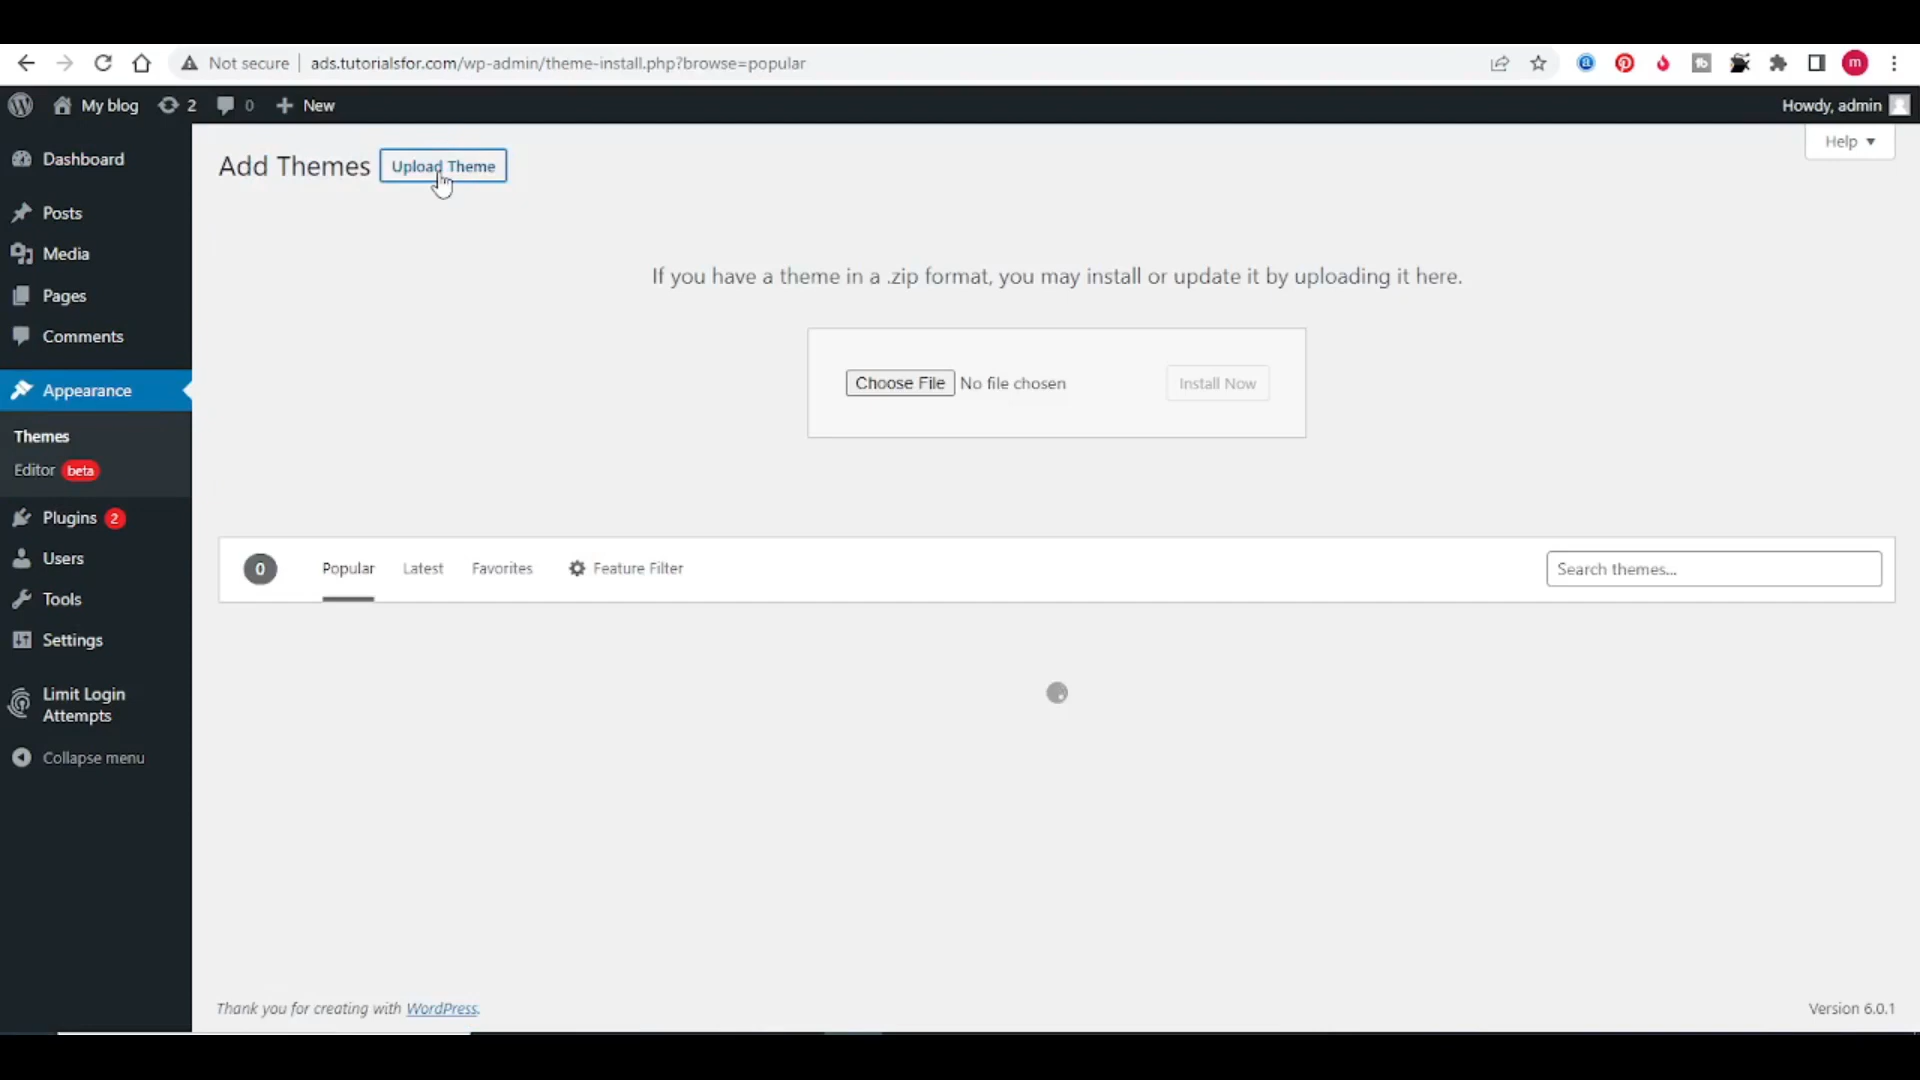 Not secure | ads.tutorialsfor.com/wp-admin/theme-install.php?browse=popular
m
My blog 2 0 + New Howdy, admin
Help ▼
Dashboard
Posts
Media
Pages
Comments
Appearance
Themes
Editor beta
Plugins 2
Users
Tools
Settings
Limit Login
Attempts
Collapse menu
Add Themes Upload Theme
If you have a theme in a .zip format, you may install or update it by uploading it here.
Choose File No file chosen Install Now
0 Popular Latest Favorites Feature Filter Search themes...
Thank you for creating with WordPress. Version 6.0.1